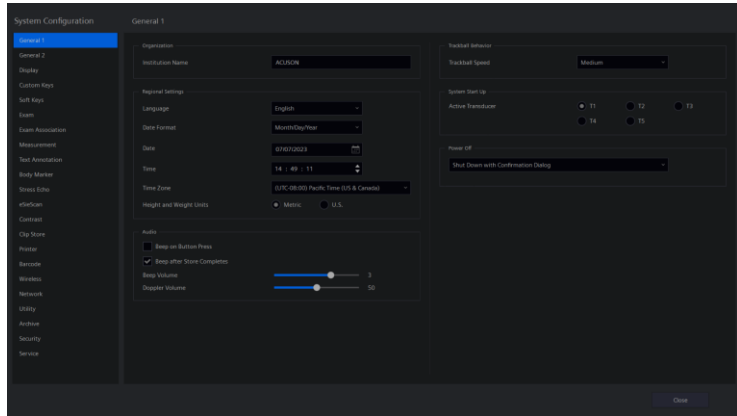 System Configuration
General 1
General 1
General 2
Display
Custom Keys
Soft Keys
Exam
Exam Association
Measurement
Text Annotation
Body Marker
Stress Echo
eSieScan
Contrast
Clip Store
Printer
Barcode
Wireless
Network
Utility
Archive
Security
Service
Organization
Institution Name ACUSON
Regional Settings
Language English
Date Format Month/Day/Year
Date 07/07/2023
Time 14 : 49 : 11
Time Zone (UTC-08:00) Pacific Time (US & Canada)
Height and Weight Units Metric U.S.
Audio
Beep on Button Press
Beep after Store Completes
Beep Volume 3
Doppler Volume 50
Trackball Behavior
Trackball Speed Medium
System Start Up
Active Transducer T1 T2 T3
T4 T5
Power Off
Shut Down with Confirmation Dialog
Close